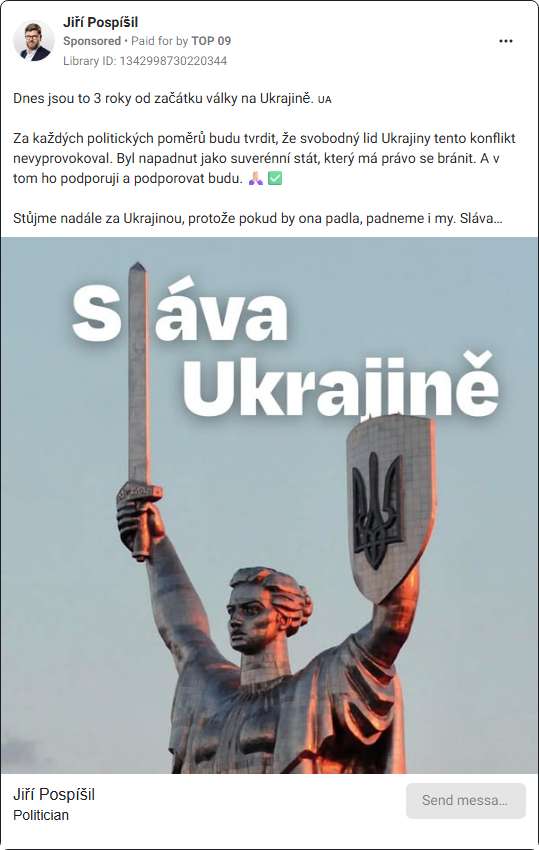 Jiří Pospíšil
Sponsored • Paid for by TOP 09
Library ID: 1342998730220344
Dnes jsou to 3 roky od začátku války na Ukrajině. UA
Za každých politických poměrů budu tvrdit, že svobodný lid Ukrajiny tento konflikt
nevyprovokoval. Byl napadnut jako suverénní stát, který má právo se bránit. A v
tom ho podporuji a podporovat budu. 🙏🏻 ✅
Stůjme nadále za Ukrajinou, protože pokud by ona padla, padneme i my. Sláva…
Sláva
Ukrajině
Jiří Pospíšil
Politician
Send messa…